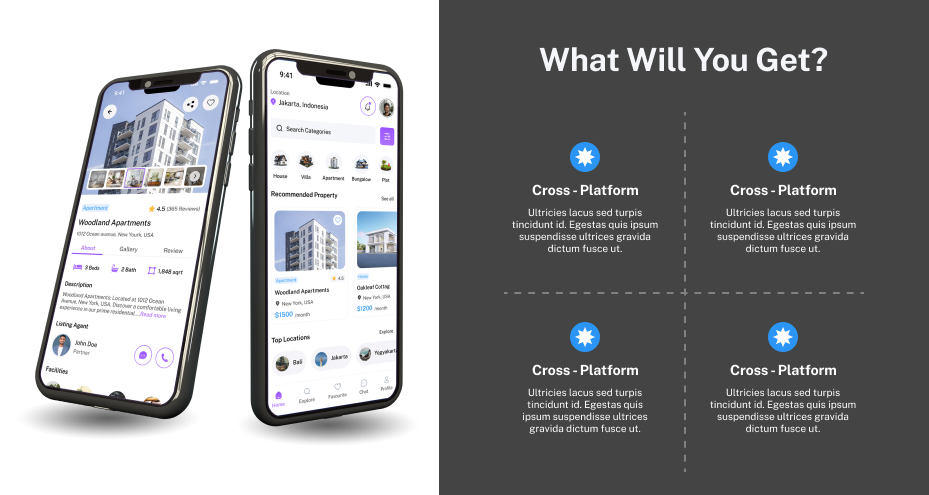 9:41
Apartment
4.5 (365 Reviews)
Woodland Apartments
1012 Ocean avenue, New York, USA
About Gallery Review
3 Beds 2 Bath 1,848 sqrt
Description
Woodland Apartments: Located at 1012 Ocean
Avenue, New York, USA. Discover a comfortable living
experience in our prime residential....Read more
Listing Agent
John Doe
Partner
Facilities
9:41
Location
Jakarta, Indonesia
Search Categories
House Villa Apartment Bungalow Flat
Recommended Property
See all
4.5
Woodland Apartments
New York, USA
$1500 /month
Home
Oakleaf Cottag
New York, USA
$1200 /month
Top Locations
Explore
Bali Jakarta Yogyakart
Home Explore Favourite Chat Profile
What Will You Get?
Cross - Platform
Ultricies lacus sed turpis
tincidunt id. Egestas quis ipsum
suspendisse ultrices gravida
dictum fusce ut.
Cross - Platform
Ultricies lacus sed turpis
tincidunt id. Egestas quis ipsum
suspendisse ultrices gravida
dictum fusce ut.
Cross - Platform
Ultricies lacus sed turpis
tincidunt id. Egestas quis
ipsum suspendisse ultrices
gravida dictum fusce ut.
Cross - Platform
Ultricies lacus sed turpis
tincidunt id. Egestas quis ipsum
suspendisse ultrices gravida
dictum fusce ut.